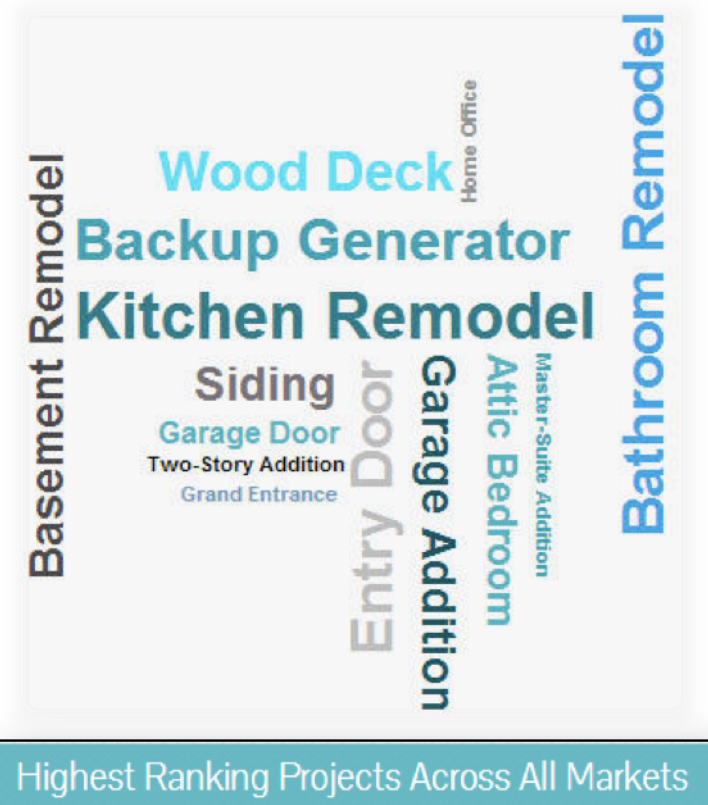 Bathroom Remodel
Home Office
Wood Deck
Basement Remodel
Backup Generator
Kitchen Remodel
Siding
Garage Door
Two-Story Addition
Grand Entrance
Entry Door
Garage Addition
Attic Bedroom
Master-Suite Addition
Highest Ranking Projects Across All Markets